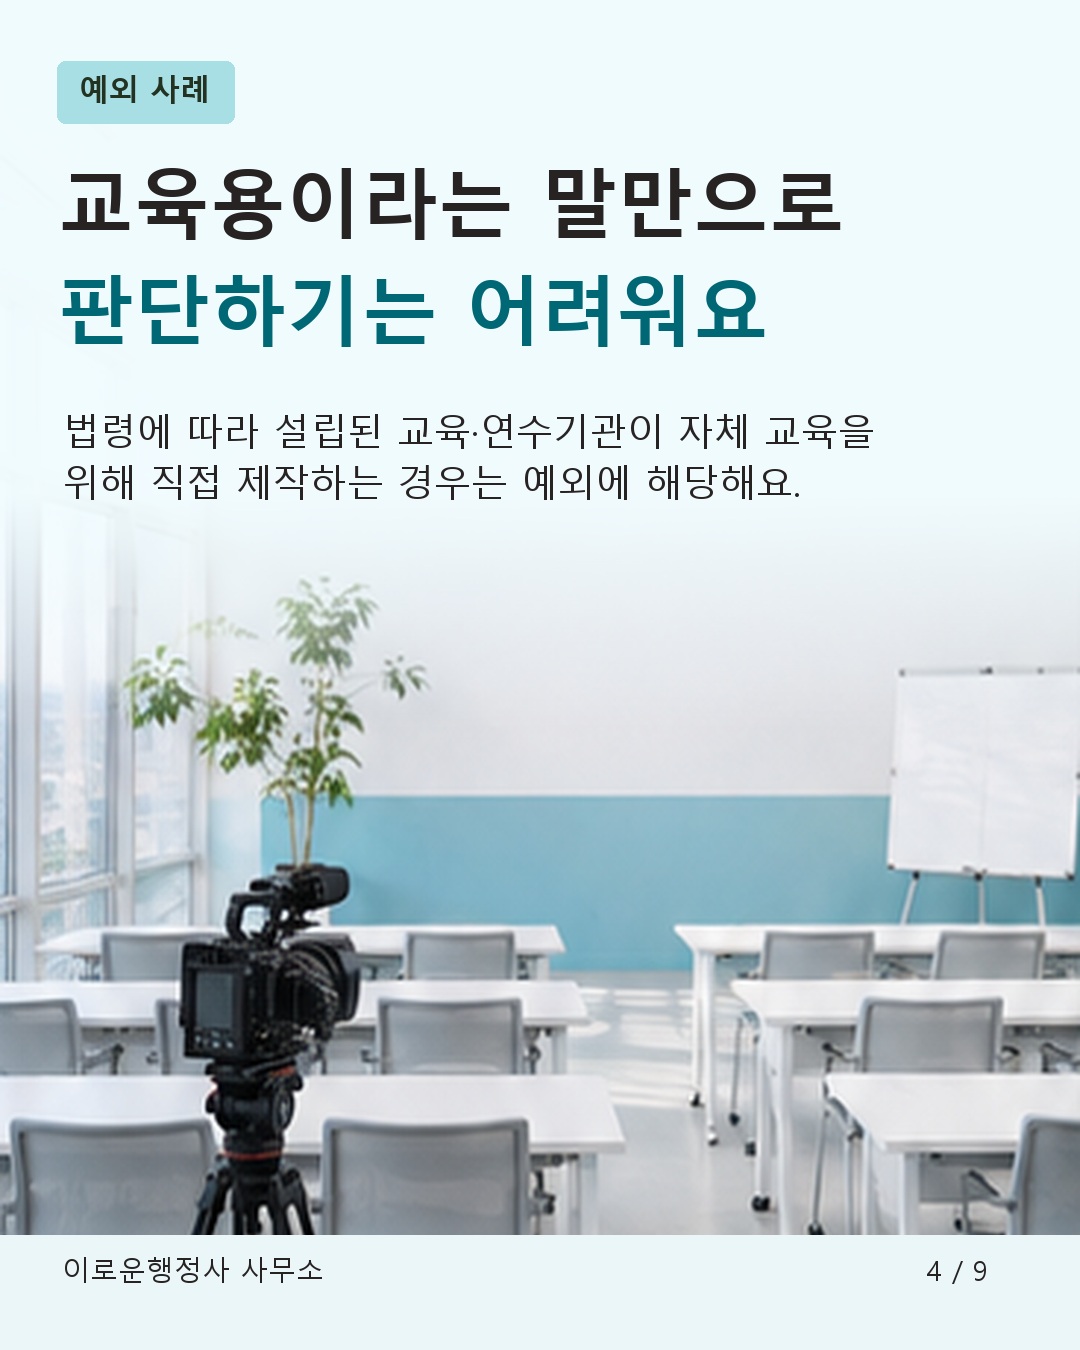 예외 사례
교육용이라는 말만으로
판단하기는 어려워요
법령에 따라 설립된 교육·연수기관이 자체 교육을
위해 직접 제작하는 경우는 예외에 해당해요.
이로운행정사 사무소
4 / 9